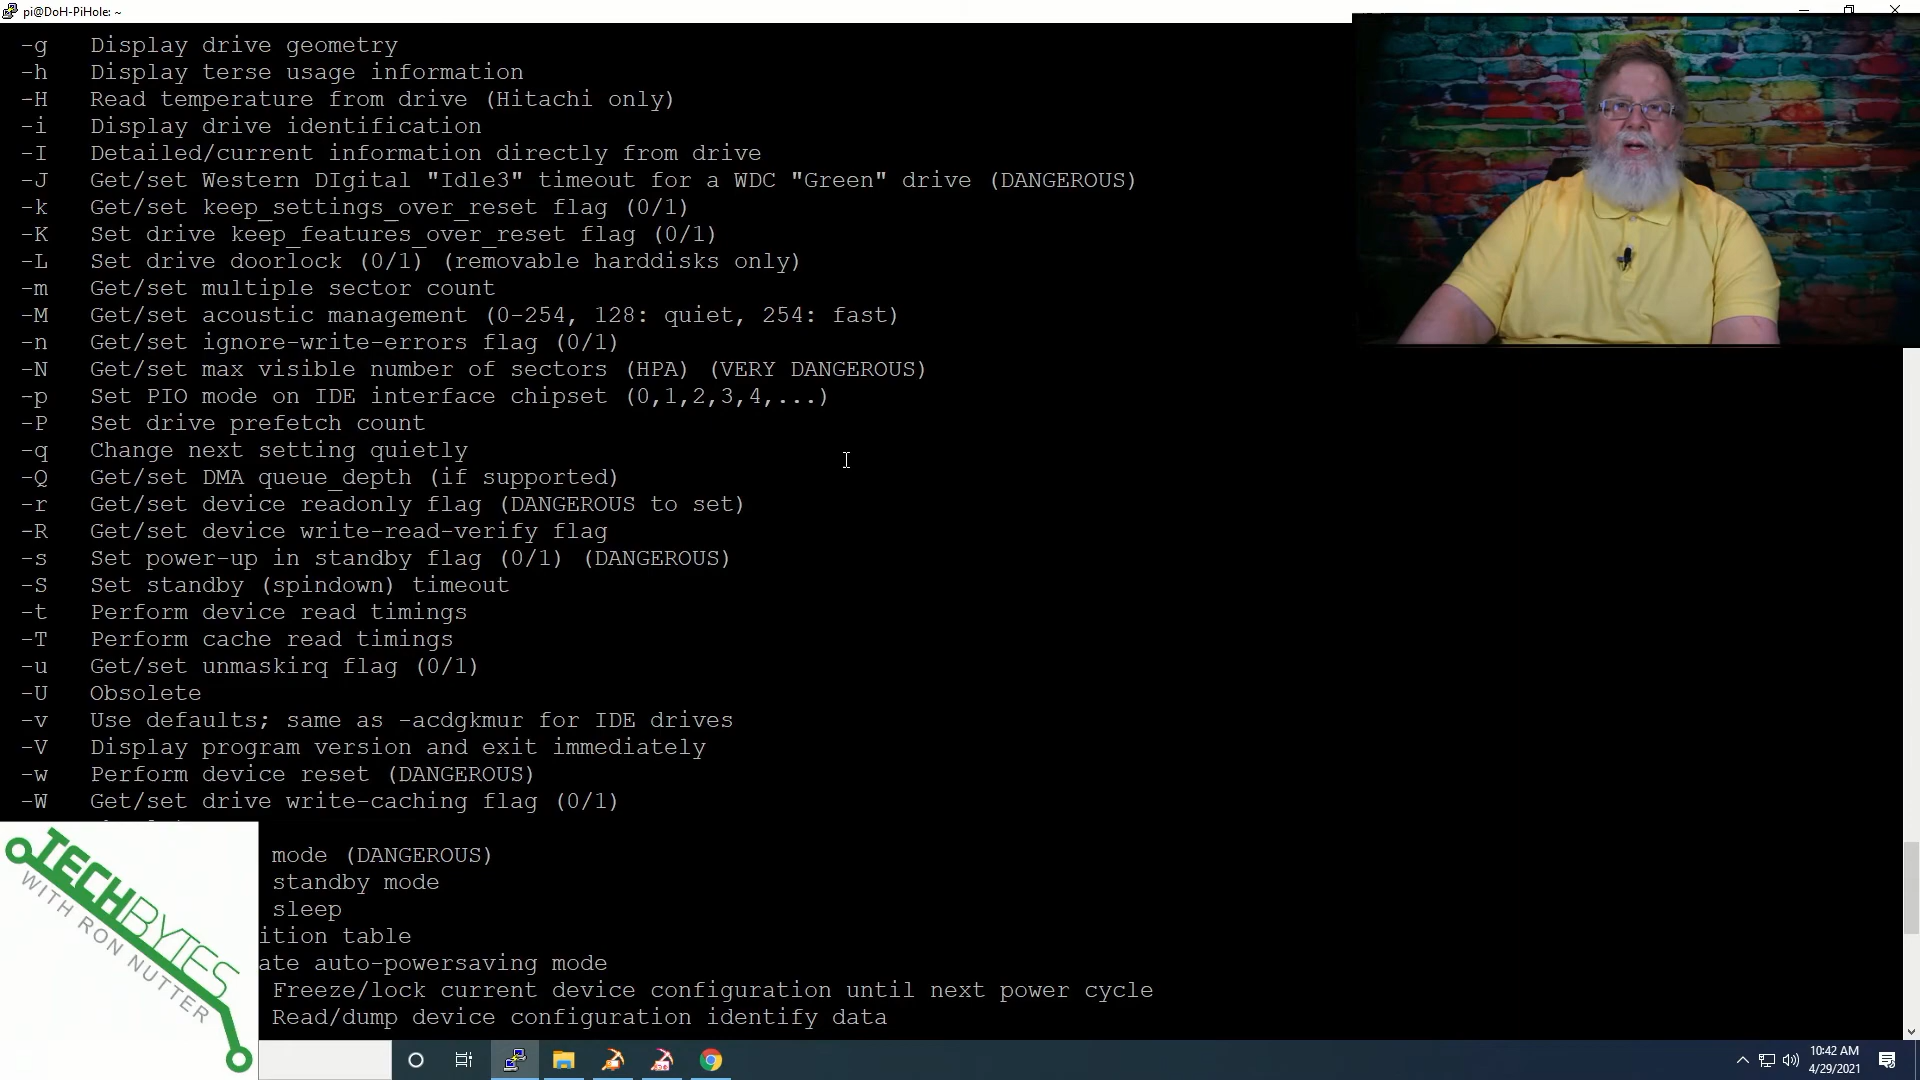 pi@DoH-PiHole: ~
-g Display drive geometry
-h Display terse usage information
-H Read temperature from drive (Hitachi only)
-i Display drive identification
-I Detailed/current information directly from drive
-J Get/set Western DIgital "Idle3" timeout for a WDC "Green" drive (DANGEROUS)
-k Get/set keep_settings_over_reset flag (0/1)
-K Set drive keep_features_over_reset flag (0/1)
-L Set drive doorlock (0/1) (removable harddisks only)
-m Get/set multiple sector count
-M Get/set acoustic management (0-254, 128: quiet, 254: fast)
-n Get/set ignore-write-errors flag (0/1)
-N Get/set max visible number of sectors (HPA) (VERY DANGEROUS)
-p Set PIO mode on IDE interface chipset (0,1,2,3,4,...)
-P Set drive prefetch count
-q Change next setting quietly
-Q Get/set DMA queue_depth (if supported)
-r Get/set device readonly flag (DANGEROUS to set)
-R Get/set device write-read-verify flag
-s Set power-up in standby flag (0/1) (DANGEROUS)
-S Set standby (spindown) timeout
-t Perform device read timings
-T Perform cache read timings
-u Get/set unmaskirq flag (0/1)
-U Obsolete
-v Use defaults; same as -acdgkmur for IDE drives
-V Display program version and exit immediately
-w Perform device reset (DANGEROUS)
-W Get/set drive write-caching flag (0/1)
mode (DANGEROUS)
standby mode
sleep
ition table
ate auto-powersaving mode
Freeze/lock current device configuration until next power cycle
Read/dump device configuration identify data
TECHBYTES
WITH RON NUTTER
10:42 AM
4/29/2021